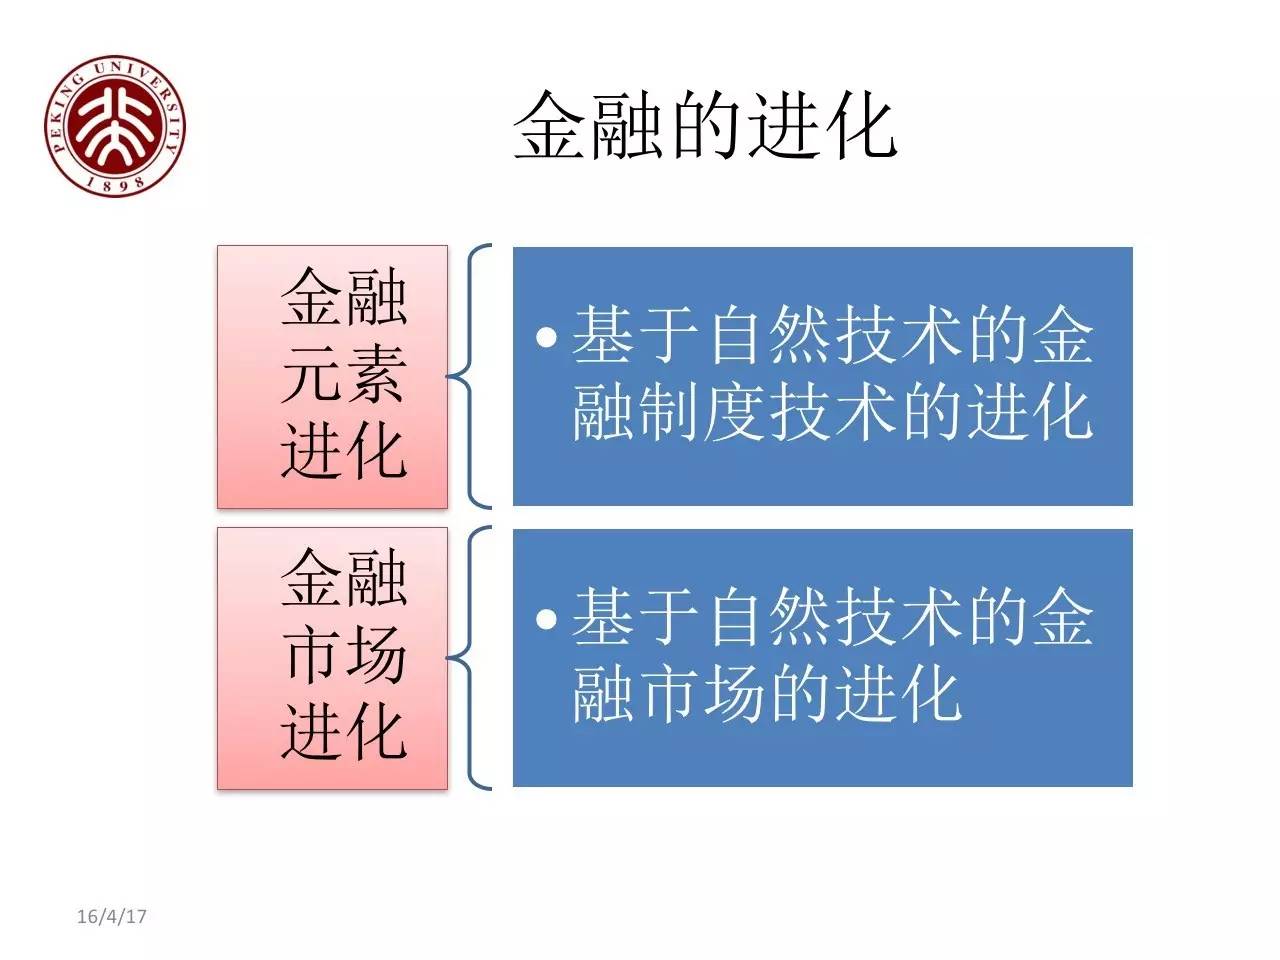 PEKING UNIVERSITY
1898
金融的进化
金融
元素
进化
•基于自然技术的金
融制度技术的进化
金融
市场
进化
•基于自然技术的金
融市场的进化
16/4/17